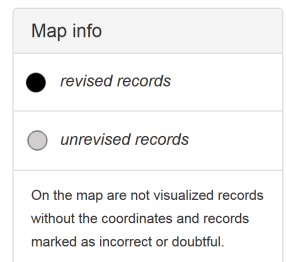 Map info
revised records
unrevised records
On the map are not visualized records
without the coordinates and records
marked as incorrect or doubtful.